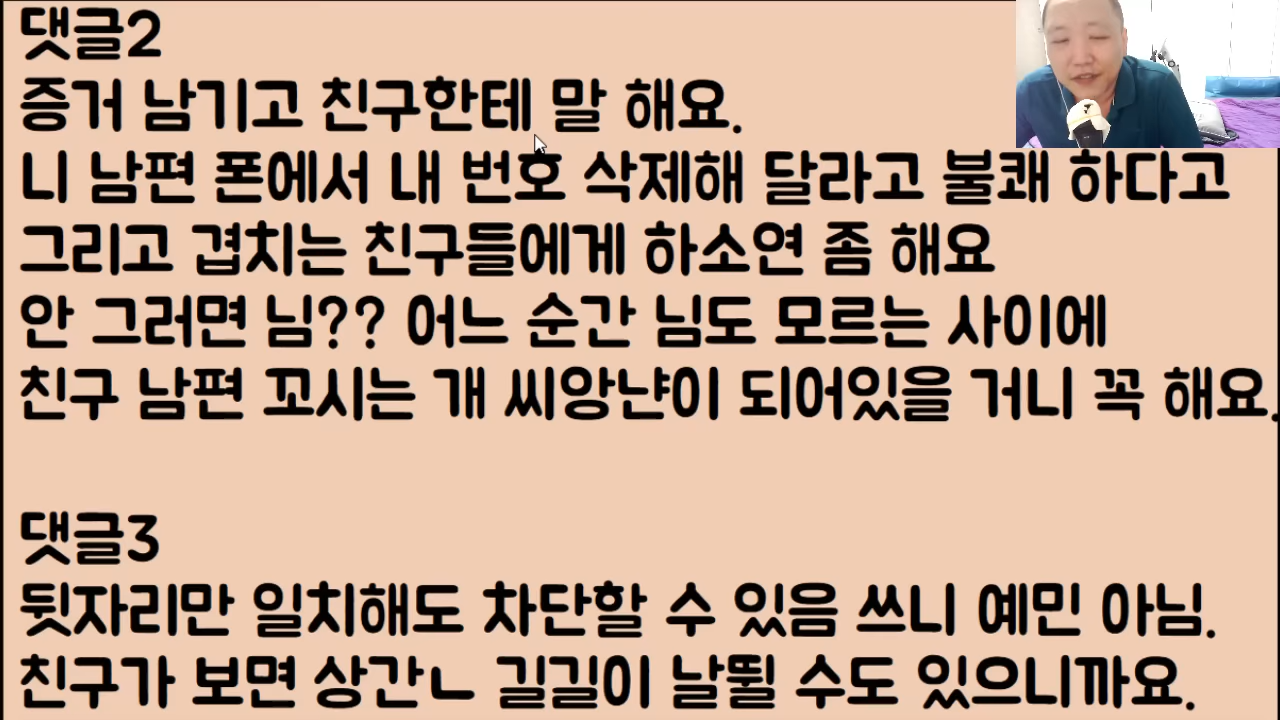 댓글2
증거 남기고 친구한테 말 해요.
니 남편 폰에서 내 번호 삭제해 달라고 불쾌 하다고
그리고 겹치는 친구들에게 하소연 좀 해요
안 그러면 님?? 어느 순간 님도 모르는 사이에
친구 남편 꼬시는 개 씨앙냔이 되어있을 거니 꼭 해요.
댓글3
뒷자리만 일치해도 차단할 수 있음 쓰니 예민 아님.
친구가 보면 상간ㄴ 길길이 날뛸 수도 있으니까요.